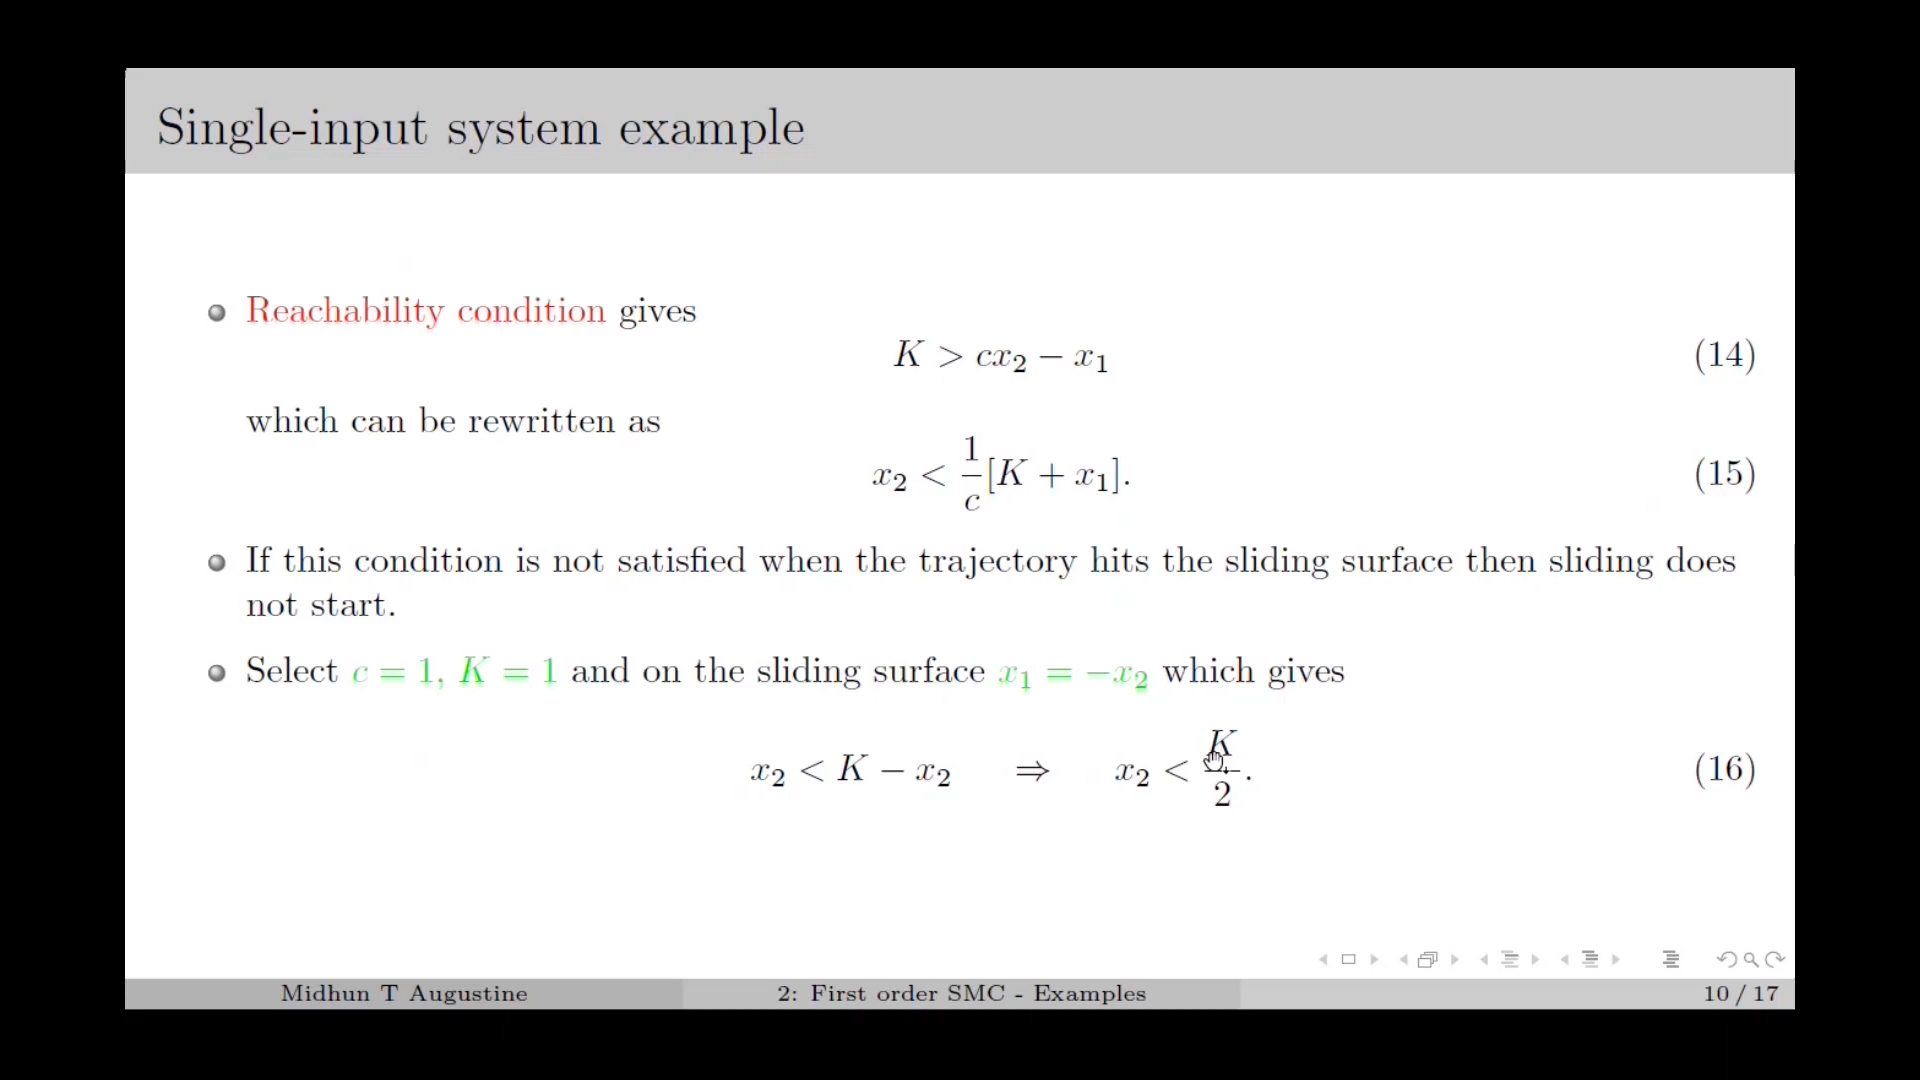 Single-input system example
Reachability condition gives
K > cx₂ − x₁ (14)
which can be rewritten as
x₂ < 1/c [K + x₁]. (15)
If this condition is not satisfied when the trajectory hits the sliding surface then sliding does
not start.
Select c = 1, K = 1 and on the sliding surface x₁ = −x₂ which gives
x₂ < K − x₂ ⇒ x₂ < K/2. (16)
Midhun T Augustine 2: First order SMC - Examples 10 / 17